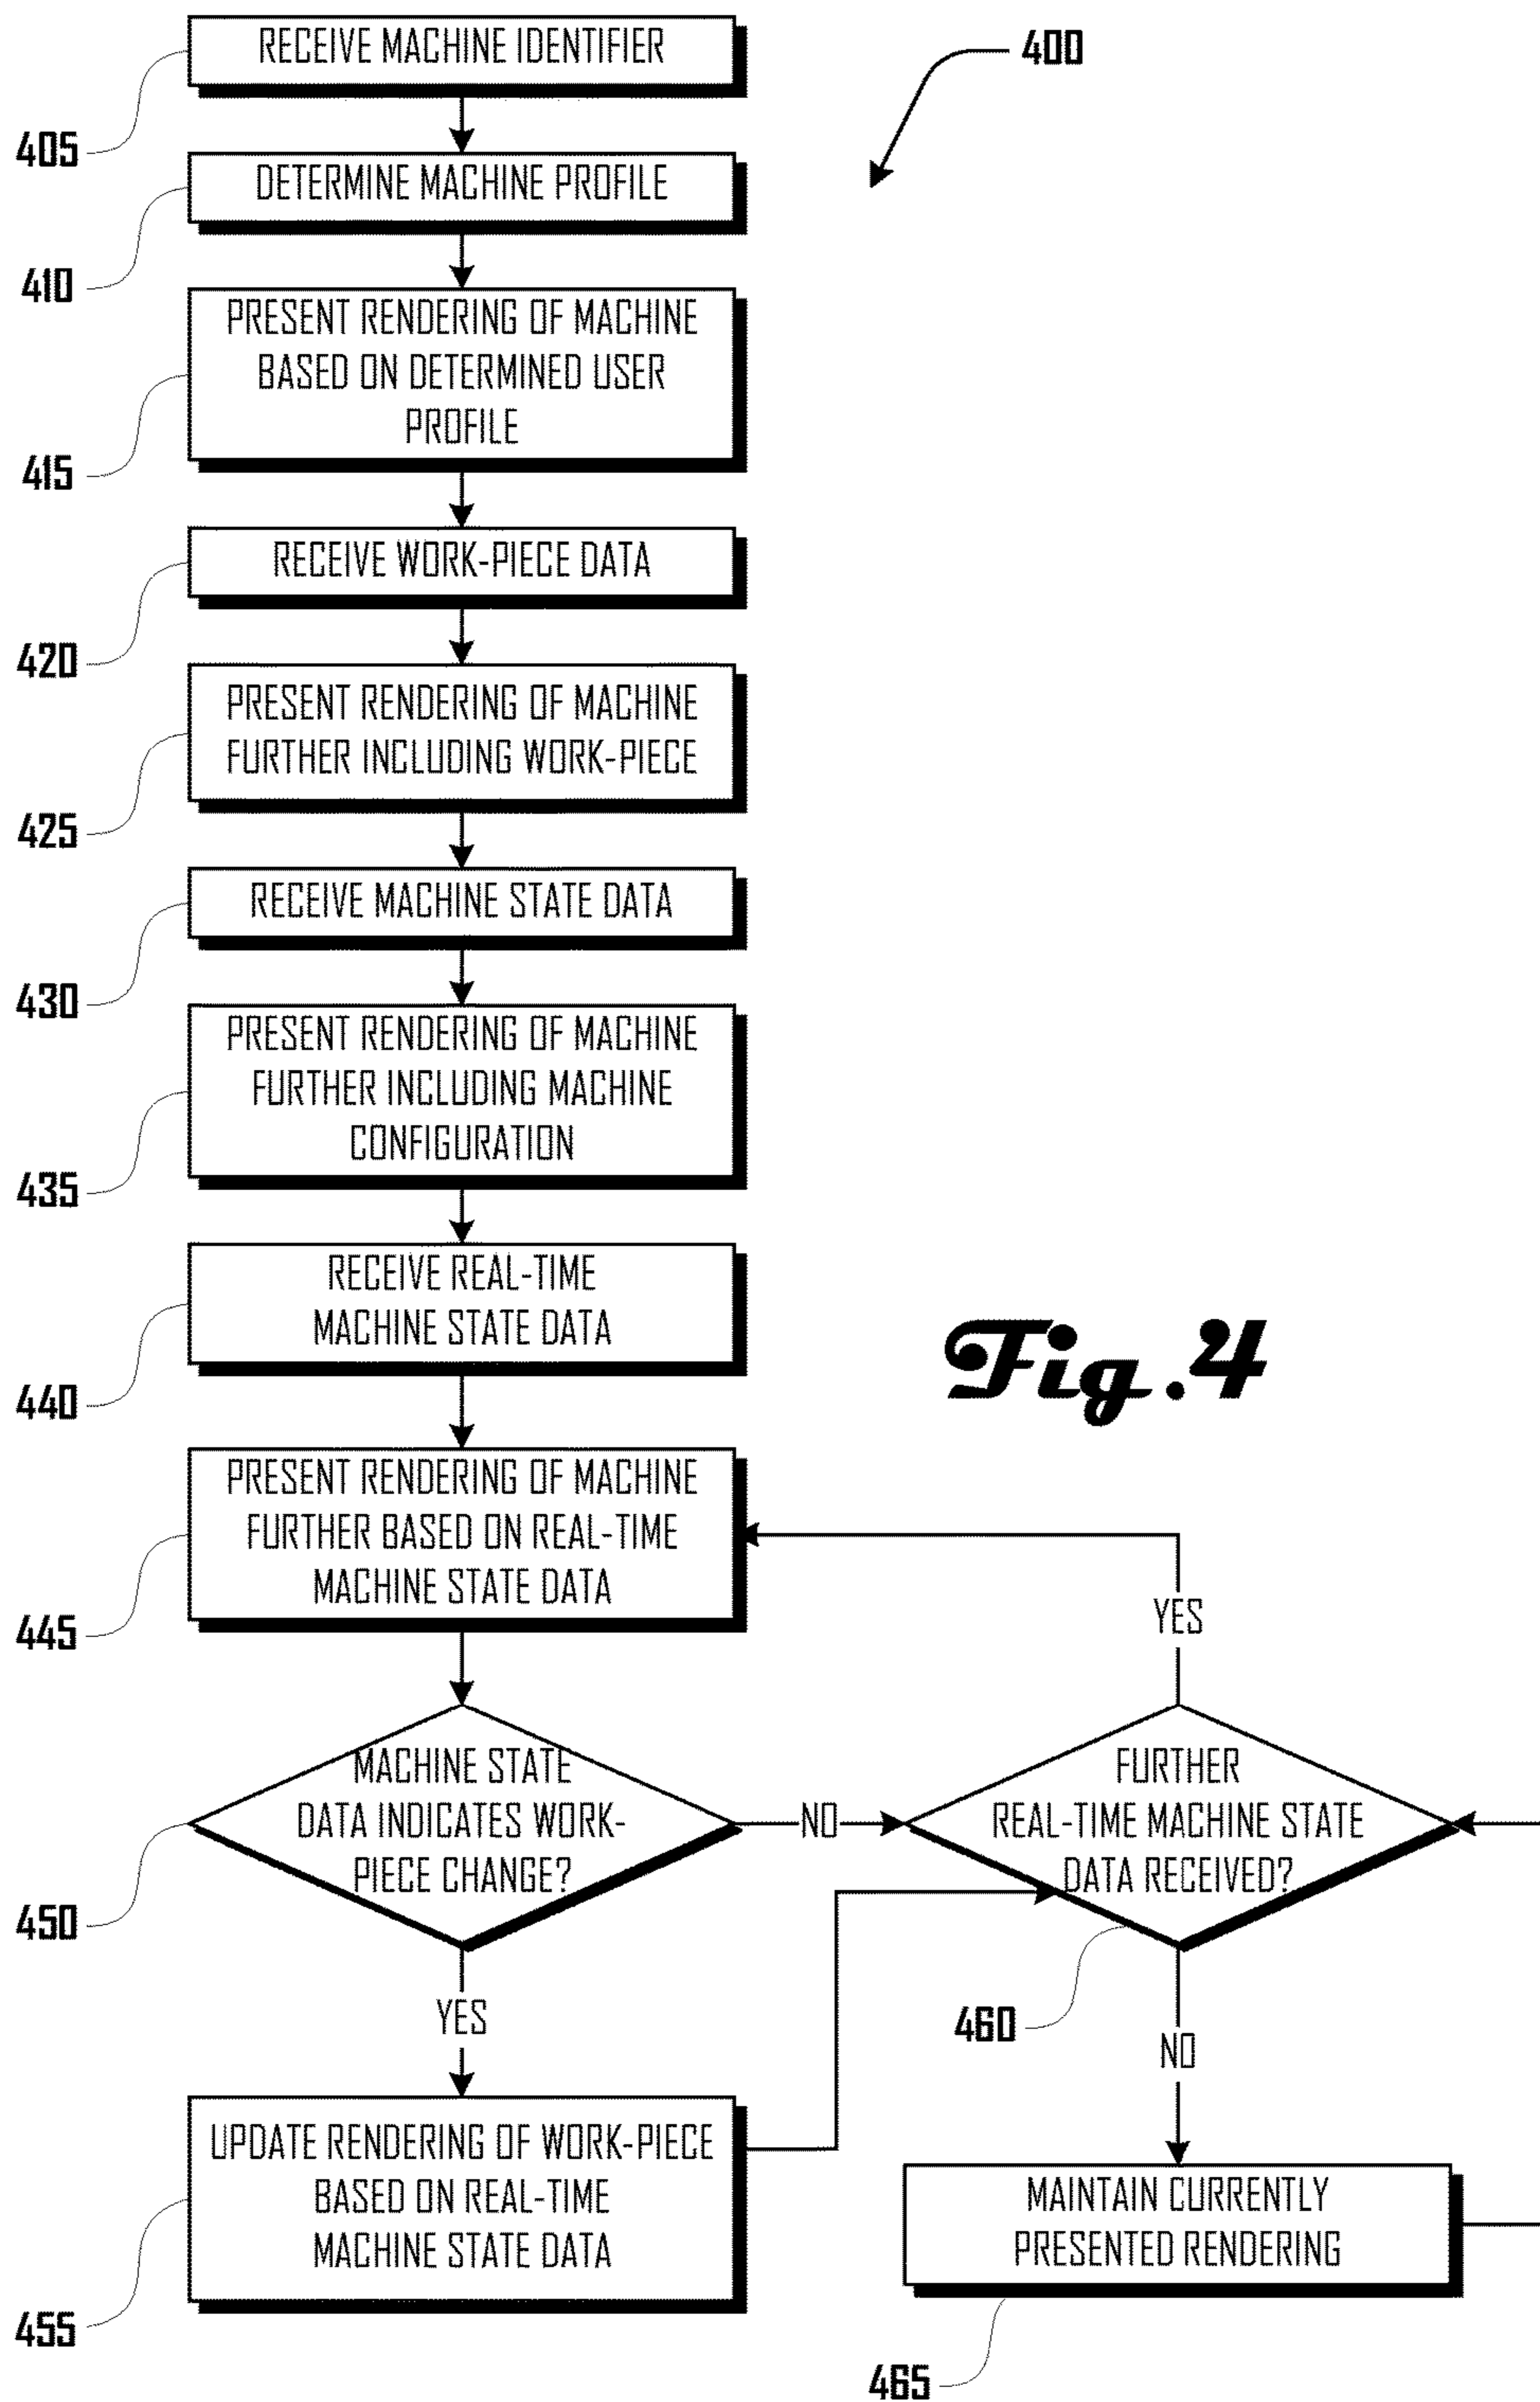 RECEIVE MACHINE IDENTIFIER
400
405
DETERMINE MACHINE PROFILE
410
PRESENT RENDERING OF MACHINE
BASED ON DETERMINED USER
PROFILE
415
RECEIVE WORK-PIECE DATA
420
PRESENT RENDERING OF MACHINE
FURTHER INCLUDING WORK-PIECE
425
RECEIVE MACHINE STATE DATA
430
PRESENT RENDERING OF MACHINE
FURTHER INCLUDING MACHINE
CONFIGURATION
435
RECEIVE REAL-TIME
MACHINE STATE DATA
440
Fig.4
PRESENT RENDERING OF MACHINE
FURTHER BASED ON REAL-TIME
MACHINE STATE DATA
445
YES
MACHINE STATE
DATA INDICATES WORK-
PIECE CHANGE?
450
NO
FURTHER
REAL-TIME MACHINE STATE
DATA RECEIVED?
460
YES
NO
UPDATE RENDERING OF WORK-PIECE
BASED ON REAL-TIME
MACHINE STATE DATA
455
MAINTAIN CURRENTLY
PRESENTED RENDERING
465